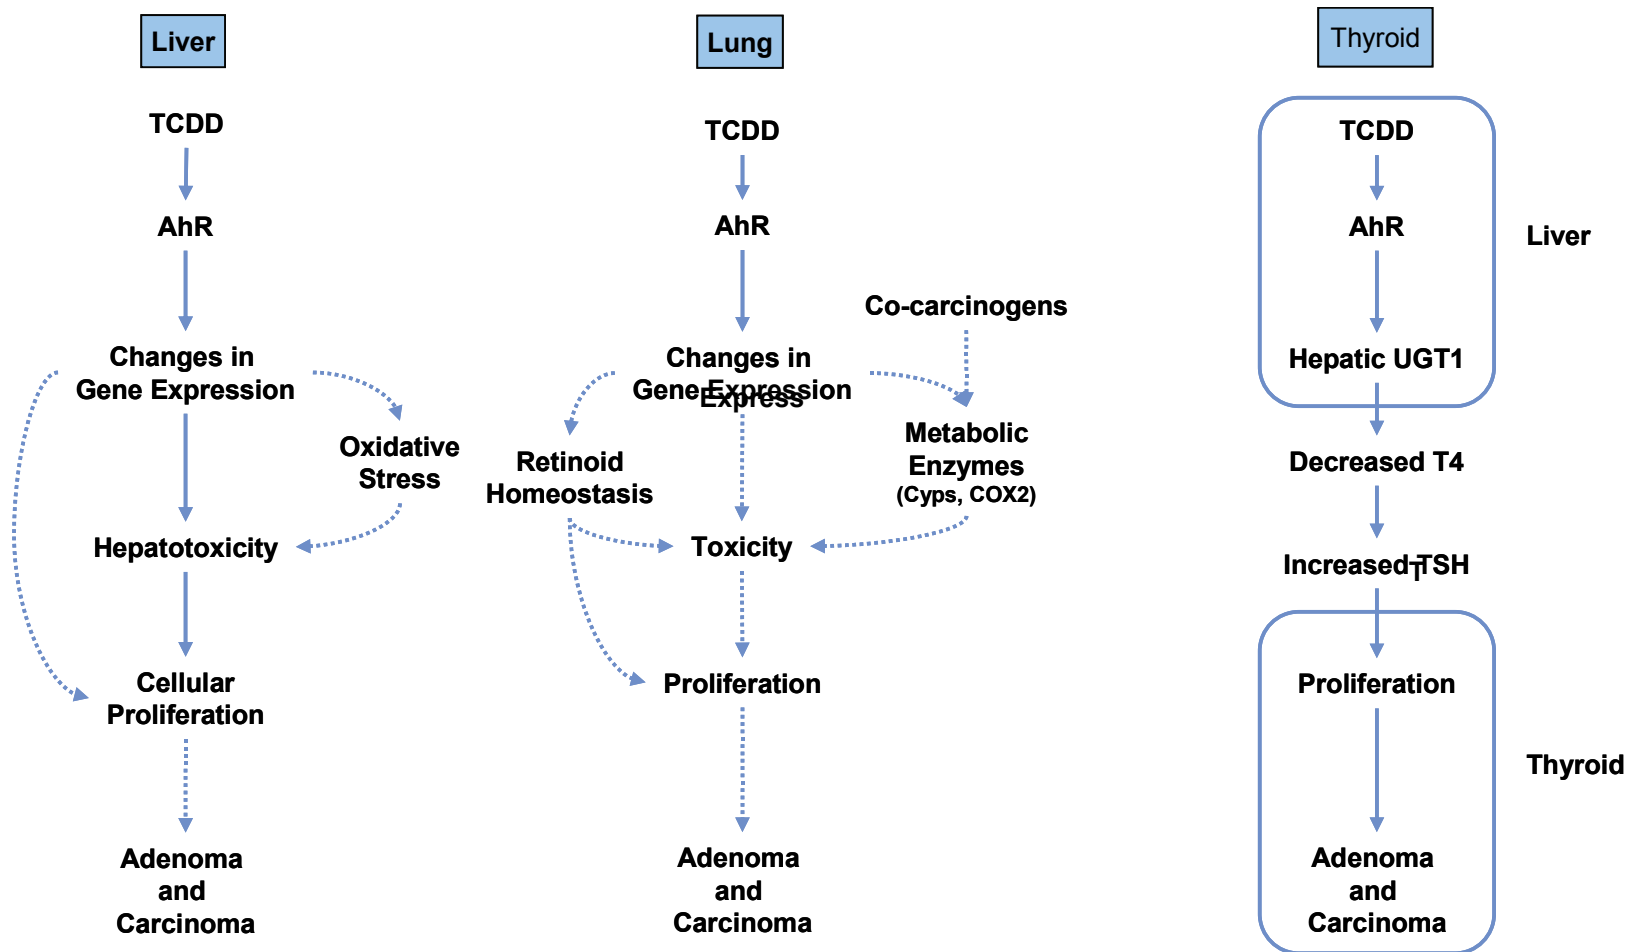 Liver
TCDD
AhR
Changes in
Gene Expression
Oxidative
Stress
Hepatotoxicity
Cellular
Proliferation
Adenoma
and
Carcinoma
Lung
TCDD
AhR
Co-carcinogens
Changes in
Gene Expression
Express
Retinoid
Homeostasis
Metabolic
Enzymes
(Cyps, COX2)
Toxicity
Proliferation
Adenoma
and
Carcinoma
Thyroid
TCDD
AhR
Hepatic UGT1
Liver
Decreased T4
Increased TSH
T
Proliferation
Thyroid
Adenoma
and
Carcinoma